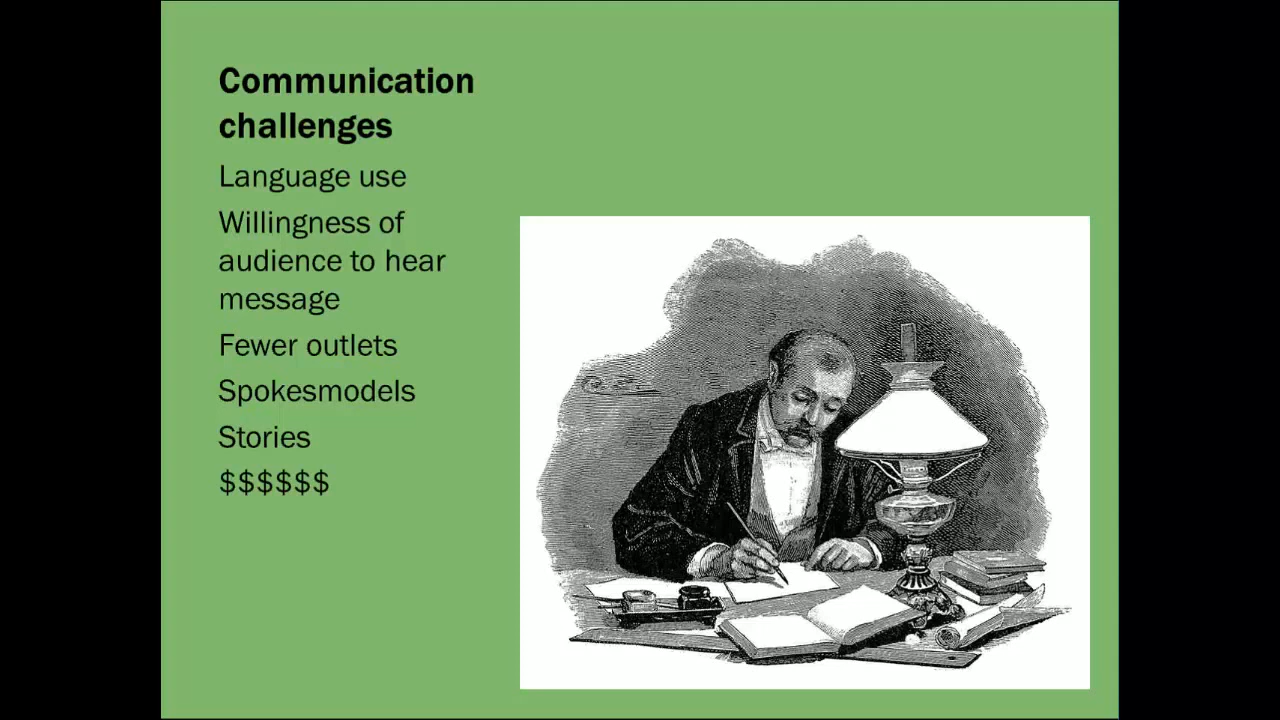 Communication
challenges
Language use
Willingness of
audience to hear
message
Fewer outlets
Spokesmodels
Stories
$$$$$$